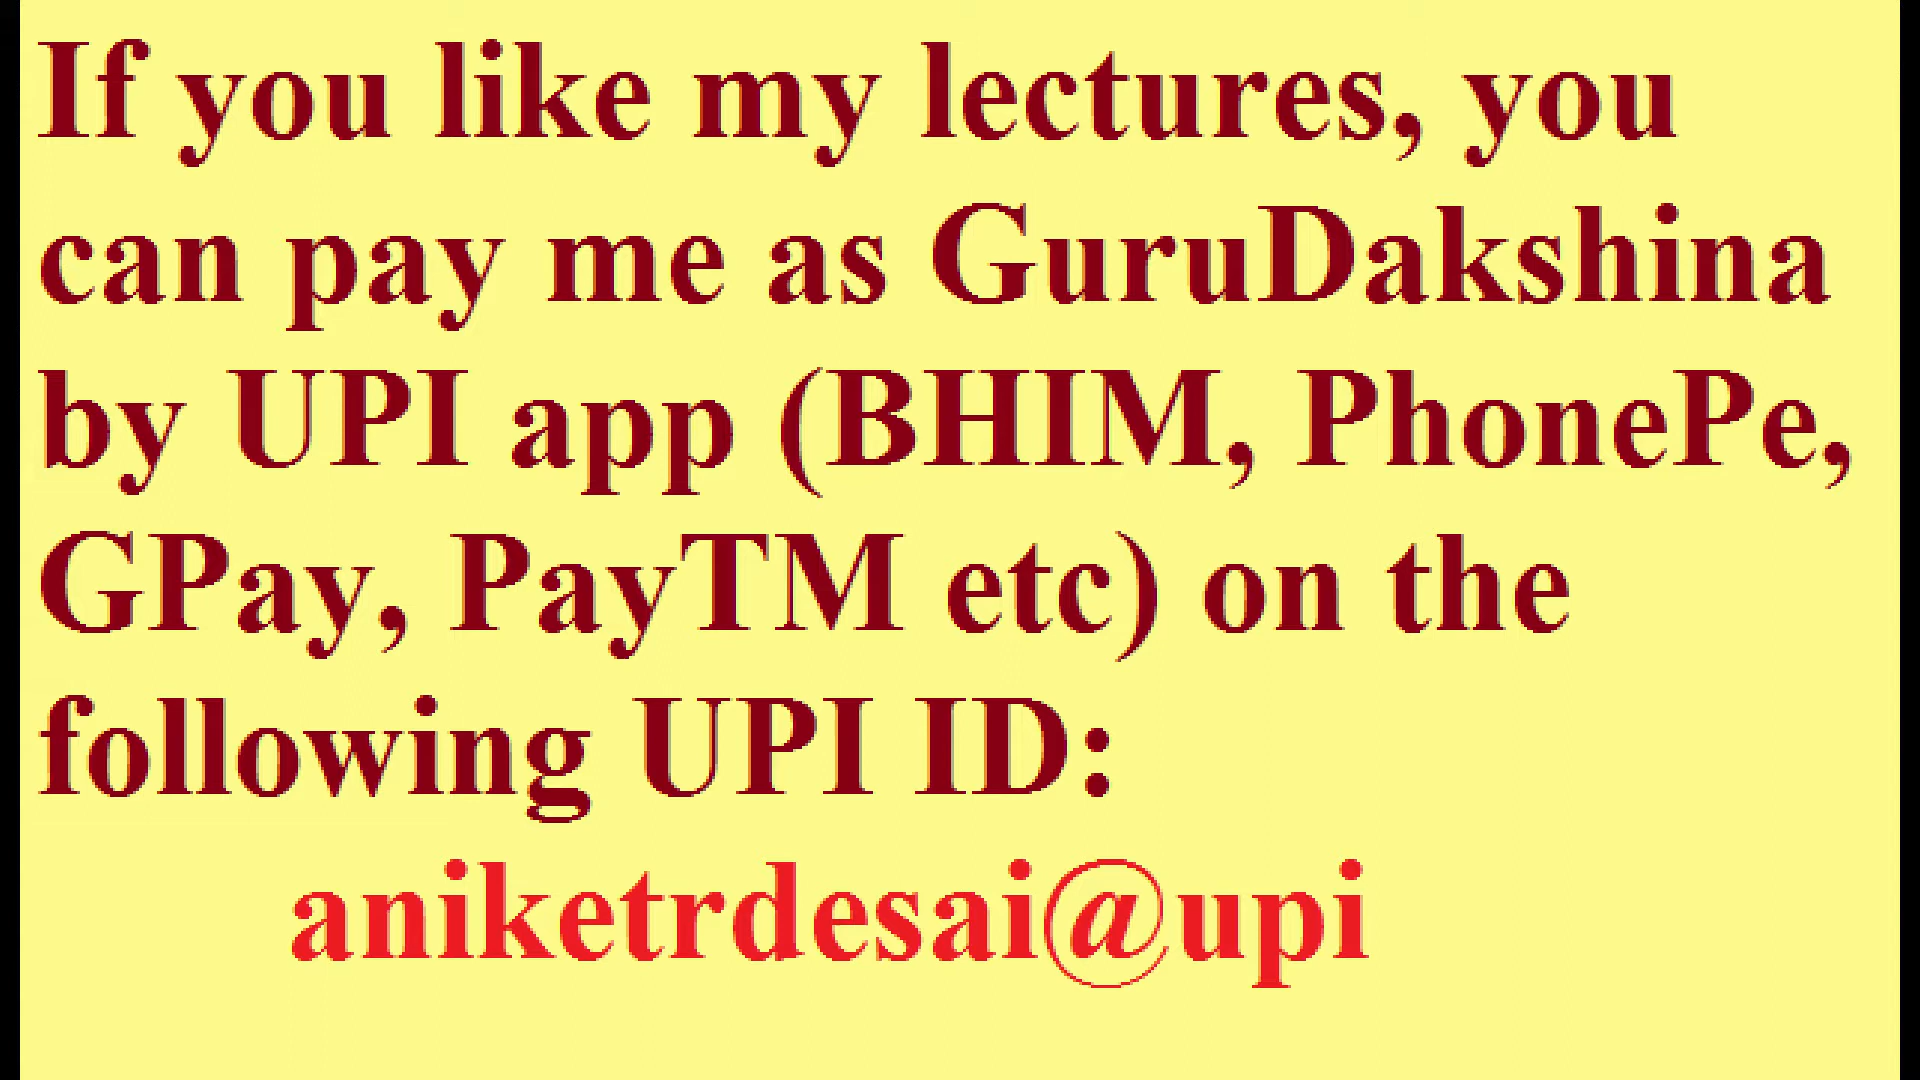 If you like my lectures, you
can pay me as GuruDakshina
by UPI app (BHIM, PhonePe,
GPay, PayTM etc) on the
following UPI ID:
aniketrdesai@upi